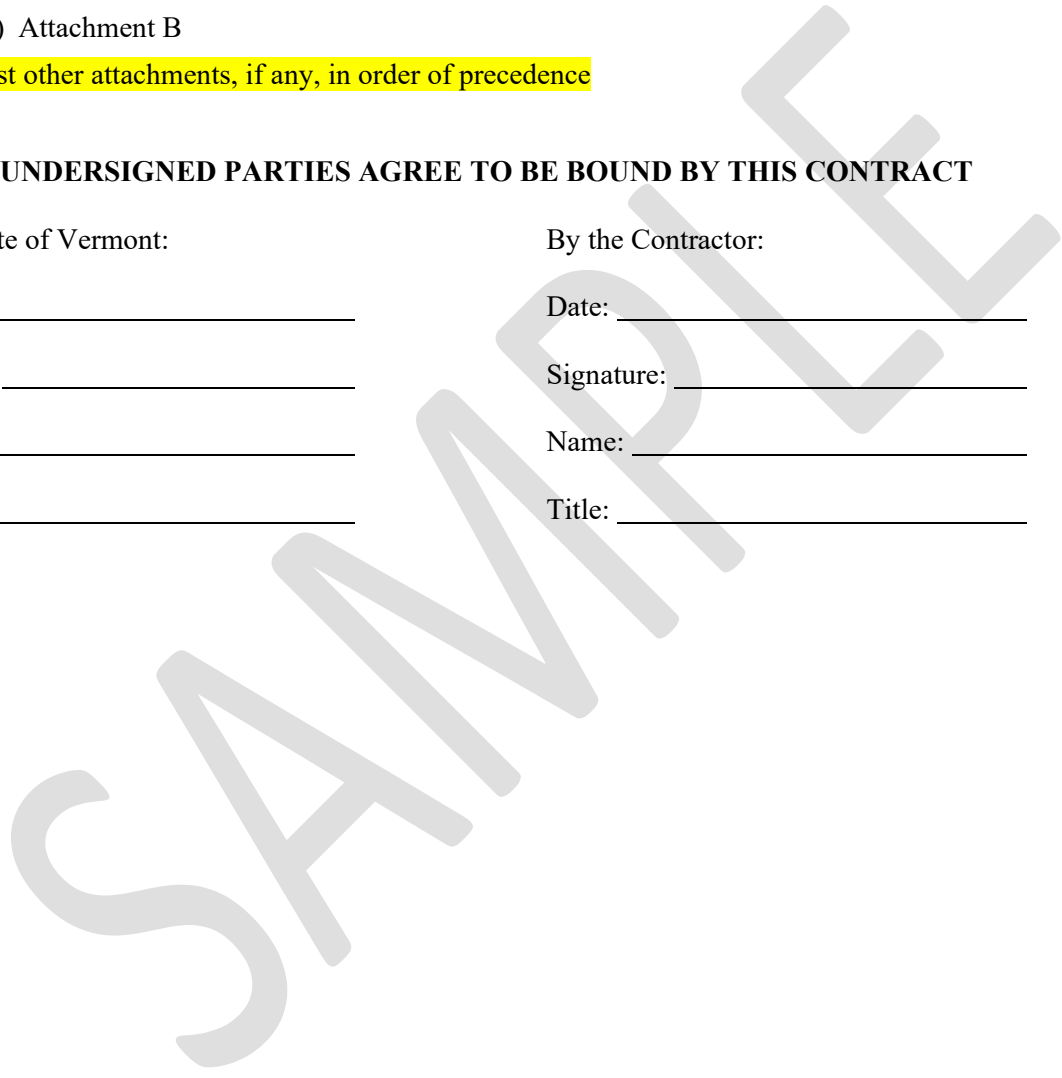 ) Attachment B
st other attachments, if any, in order of precedence
UNDERSIGNED PARTIES AGREE TO BE BOUND BY THIS CONTRACT
te of Vermont:
By the Contractor:
Date:
Signature:
Name:
Title:
SAMPLE